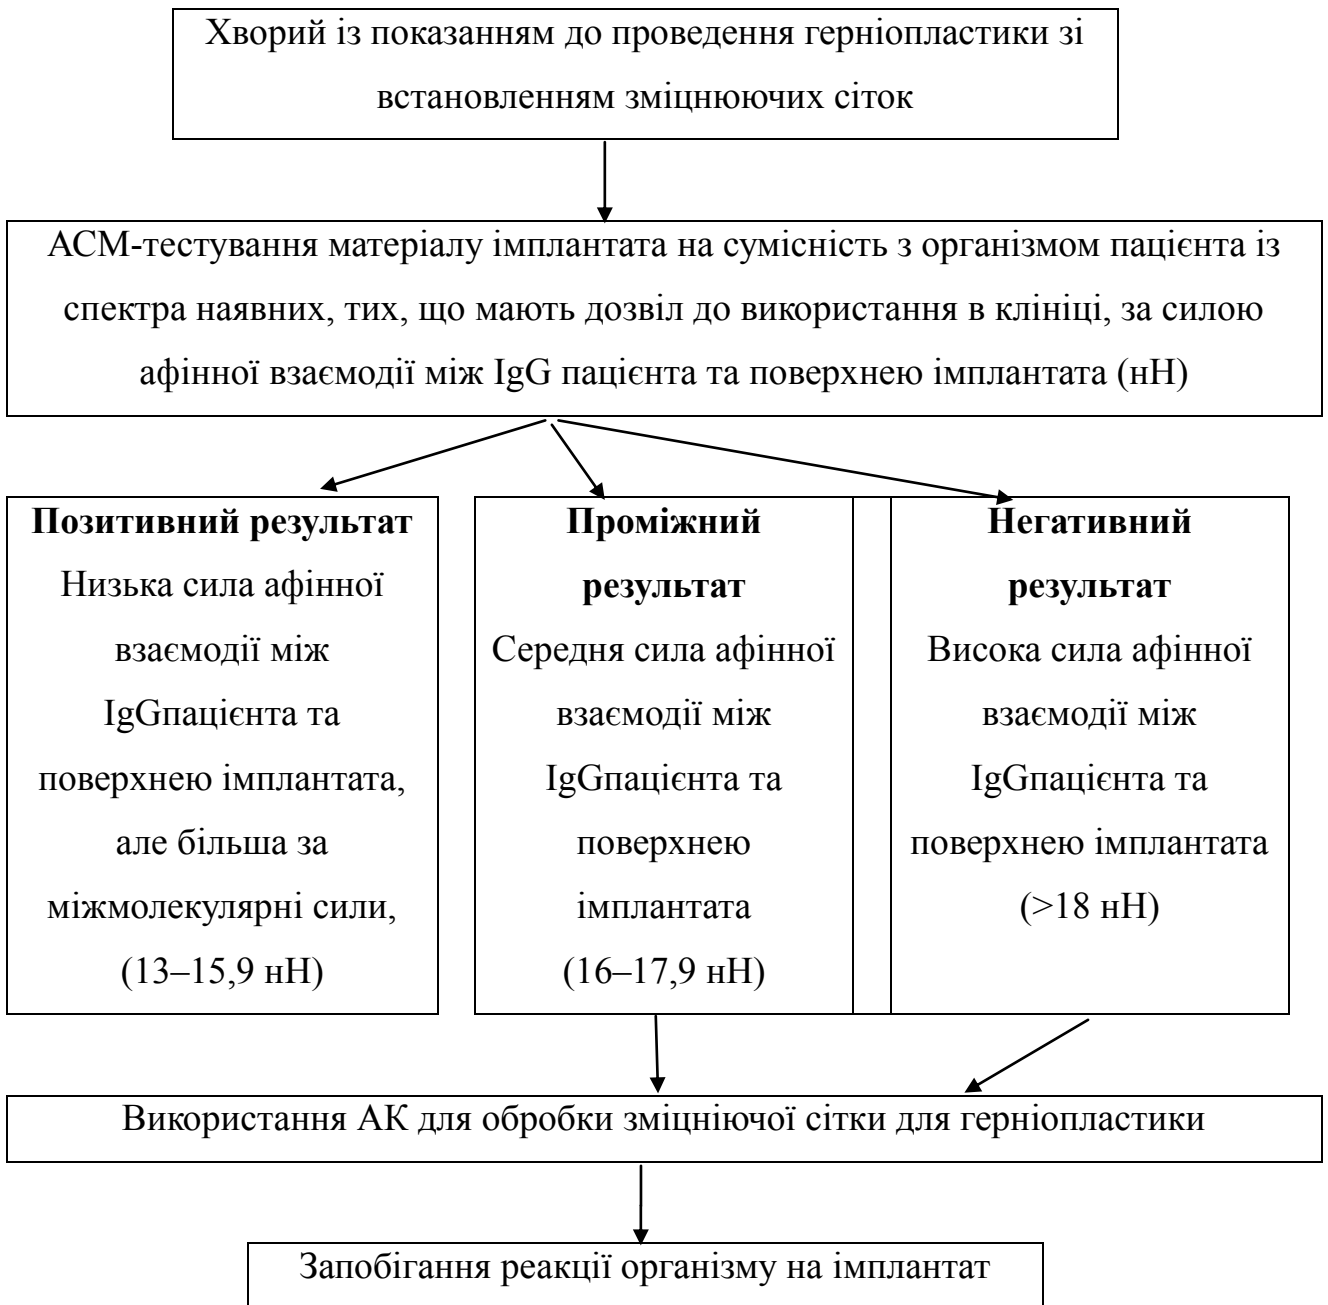 Хворий із показанням до проведення герніопластики зі
встановленням зміцнюючих сіток
АСМ-тестування матеріалу імплантата на сумісність з організмом пацієнта із
спектра наявних, тих, що мають дозвіл до використання в клініці, за силою
афінної взаємодії між IgG пацієнта та поверхнею імплантата (нН)
Позитивний результат
Низька сила афінної
взаємодії між
IgGпацієнта та
поверхнею імплантата,
але більша за
міжмолекулярні сили,
(13–15,9 нН)
Проміжний
результат
Середня сила афінної
взаємодії між
IgGпацієнта та
поверхнею
імплантата
(16–17,9 нН)
Негативний
результат
Висока сила афінної
взаємодії між
IgGпацієнта та
поверхнею імплантата
(>18 нН)
Використання АК для обробки зміцніючої сітки для герніопластики
Запобігання реакції організму на імплантат